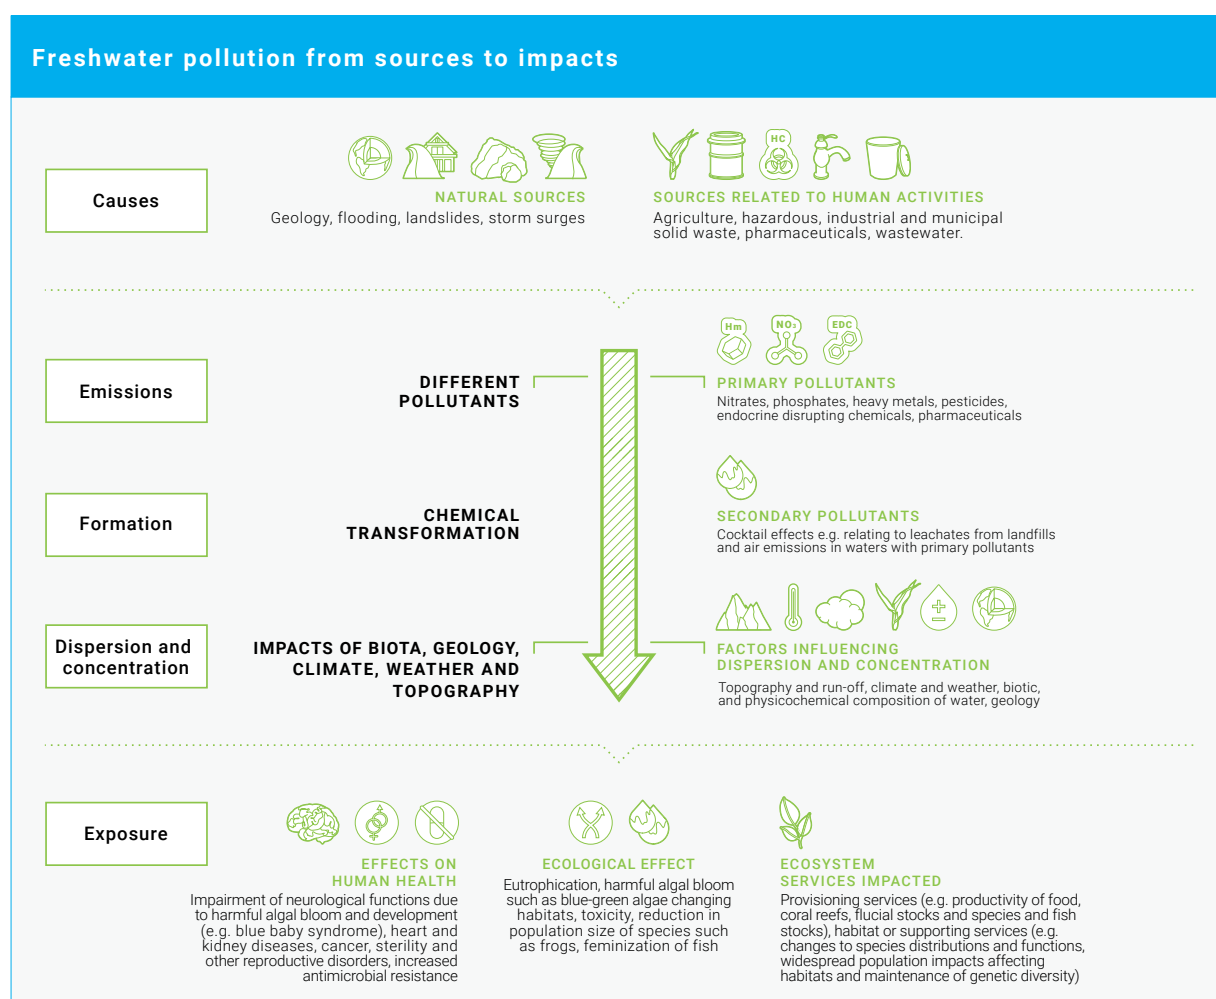 Freshwater pollution from sources to impacts
Causes
HC
NATURAL SOURCES
Geology, flooding, landslides, storm surges
SOURCES RELATED TO HUMAN ACTIVITIES
Agriculture, hazardous, industrial and municipal
solid waste, pharmaceuticals, wastewater.
Emissions
DIFFERENT
POLLUTANTS
Hm
NO₃
EDC
PRIMARY POLLUTANTS
Nitrates, phosphates, heavy metals, pesticides,
endocrine disrupting chemicals, pharmaceuticals
Formation
CHEMICAL
TRANSFORMATION
SECONDARY POLLUTANTS
Cocktail effects e.g. relating to leachates from landfills
and air emissions in waters with primary pollutants
Dispersion and
concentration
IMPACTS OF BIOTA, GEOLOGY,
CLIMATE, WEATHER AND
TOPOGRAPHY
FACTORS INFLUENCING
DISPERSION AND CONCENTRATION
Topography and run-off, climate and weather, biotic,
and physicochemical composition of water, geology
Exposure
EFFECTS ON
HUMAN HEALTH
Impairment of neurological functions due
to harmful algal bloom and development
(e.g. blue baby syndrome), heart and
kidney diseases, cancer, sterility and
other reproductive disorders, increased
antimicrobial resistance
ECOLOGICAL EFFECT
Eutrophication, harmful algal bloom
such as blue-green algae changing
habitats, toxicity, reduction in
population size of species such
as frogs, feminization of fish
ECOSYSTEM
SERVICES IMPACTED
Provisioning services (e.g. productivity of food,
coral reefs, flucial stocks and species and fish
stocks), habitat or supporting services (e.g.
changes to species distributions and functions,
widespread population impacts affecting
habitats and maintenance of genetic diversity)